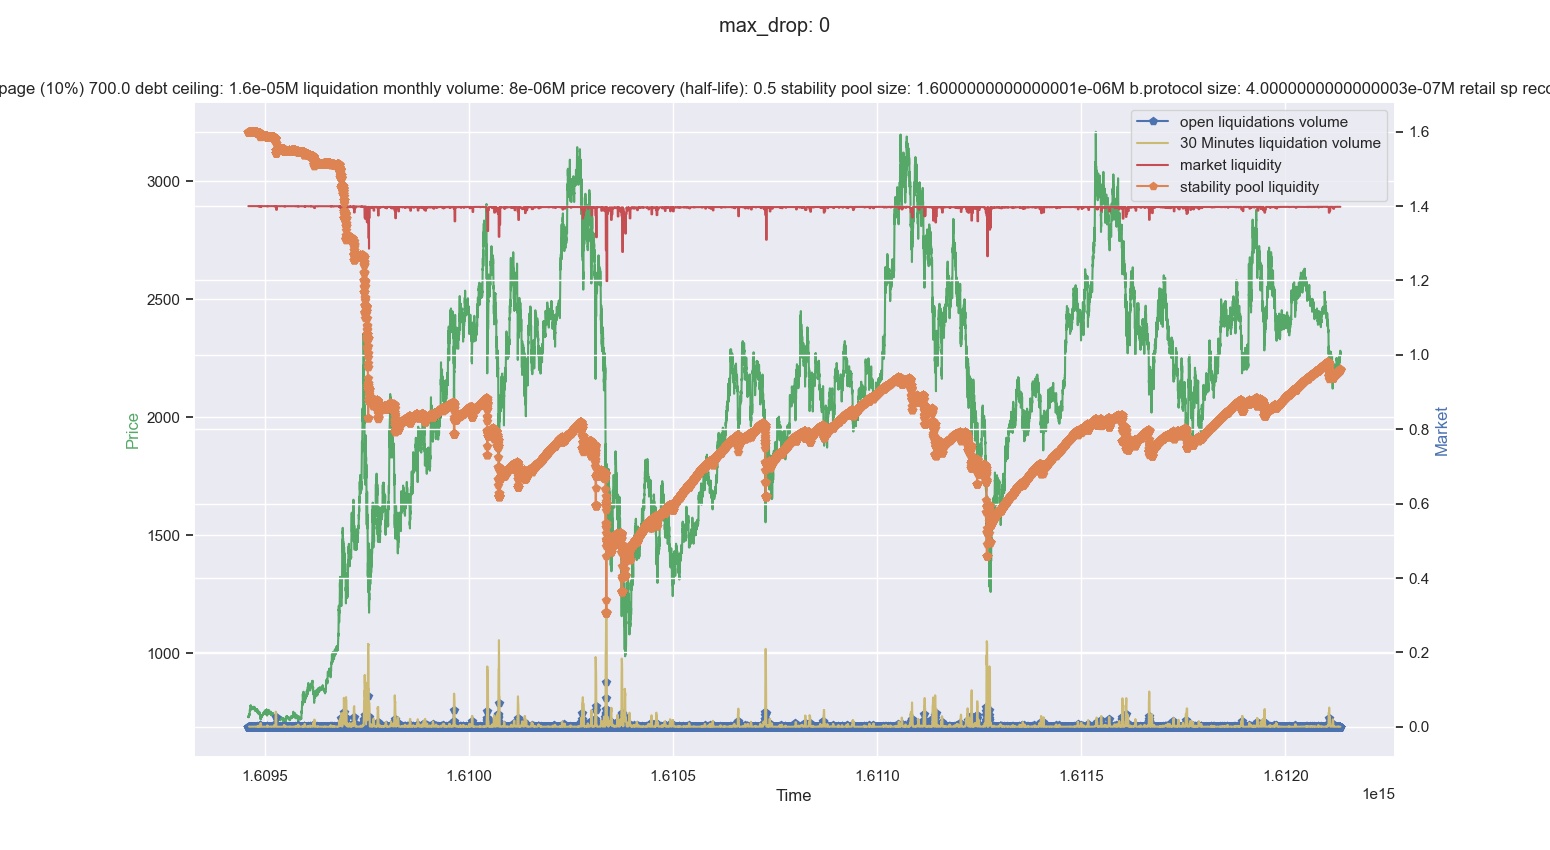 max_drop: 0
page (10%) 700.0 debt ceiling: 1.6e-05M liquidation monthly volume: 8e-06M price recovery (half-life): 0.5 stability pool size: 1.6000000000000001e-06M b.protocol size: 4.0000000000000003e-07M retail sp reco
open liquidations volume
30 Minutes liquidation volume
market liquidity
stability pool liquidity
3000
2500
2000
1500
1000
Price
1.6
1.4
1.2
1.0
0.8
0.6
0.4
0.2
0.0
Market
1.6095 1.6100 1.6105 1.6110 1.6115 1.6120
Time
1e15